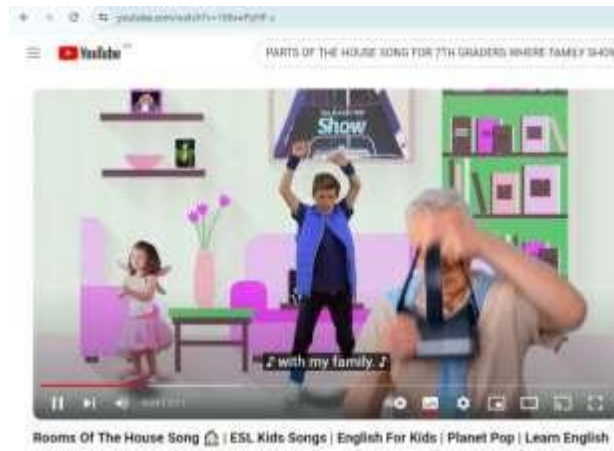 YouTube
PARTS OF THE HOUSE SONG FOR 7TH GRADERS WHERE FAMILY SHOW
Show
♪ with my family. ♪
Rooms Of The House Song 🏠 | ESL Kids Songs | English For Kids | Planet Pop | Learn English